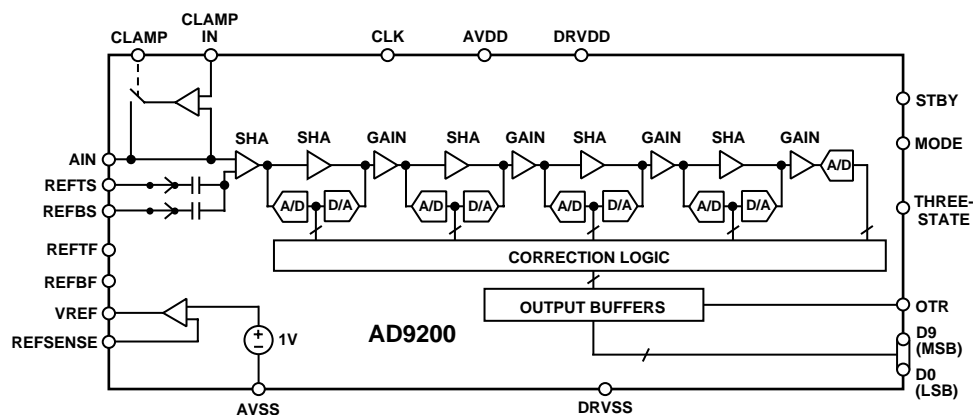 CLAMP
CLAMP
IN
CLK
AVDD
DRVDD
STBY
MODE
THREE-
STATE
OTR
D9
(MSB)
D0
(LSB)
AIN
REFTS
REFBS
REFTF
REFBF
VREF
REFSENSE
SHA
SHA
GAIN
SHA
GAIN
SHA
GAIN
SHA
GAIN
A/D
A/D
D/A
A/D
D/A
A/D
D/A
A/D
D/A
CORRECTION LOGIC
OUTPUT BUFFERS
AD9200
+
–
1V
AVSS
DRVSS